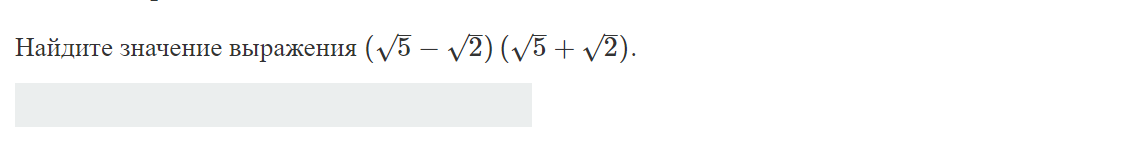 Найдите значение выражения (√5 − √2) (√5 + √2).